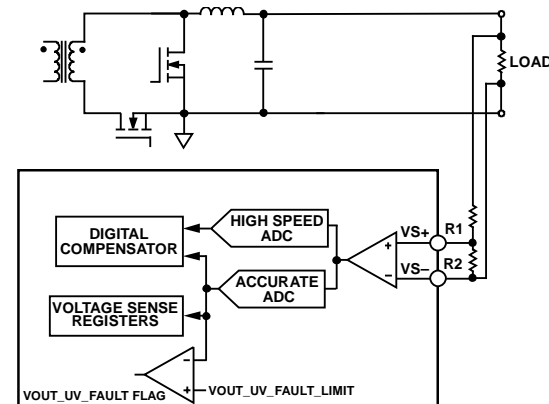 LOAD
HIGH SPEED
ADC
VS+
R1
DIGITAL
COMPENSATOR
+
−
VS−
R2
ACCURATE
ADC
VOLTAGE SENSE
REGISTERS
−
+
VOUT_UV_FAULT_LIMIT
VOUT_UV_FAULT FLAG